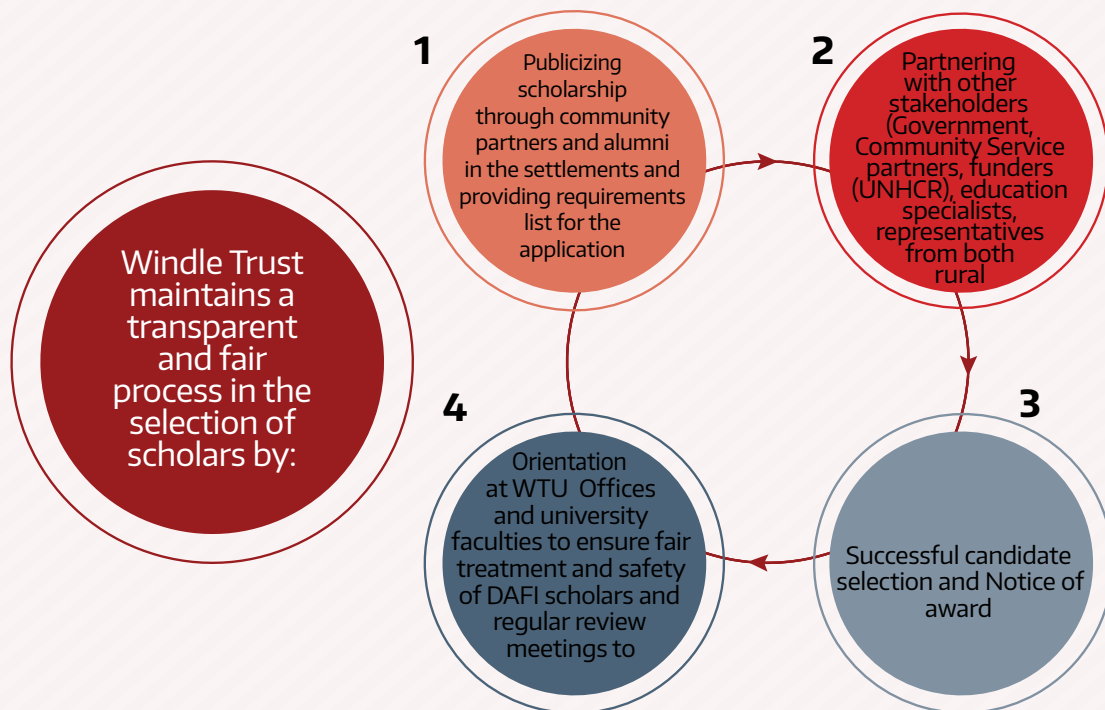 Windle Trust
maintains a
transparent
and fair
process in the
selection of
scholars by:
1
Publicizing
scholarship
through community
partners and alumni
in the settlements and
providing requirements
list for the
application
2
Partnering
with other
stakeholders
(Government,
Community Service
partners, funders
(UNHCR), education
specialists,
representatives
from both
rural
3
Successful candidate
selection and Notice of
award
4
Orientation
at WTU Offices
and university
faculties to ensure fair
treatment and safety
of DAFI scholars and
regular review
meetings to